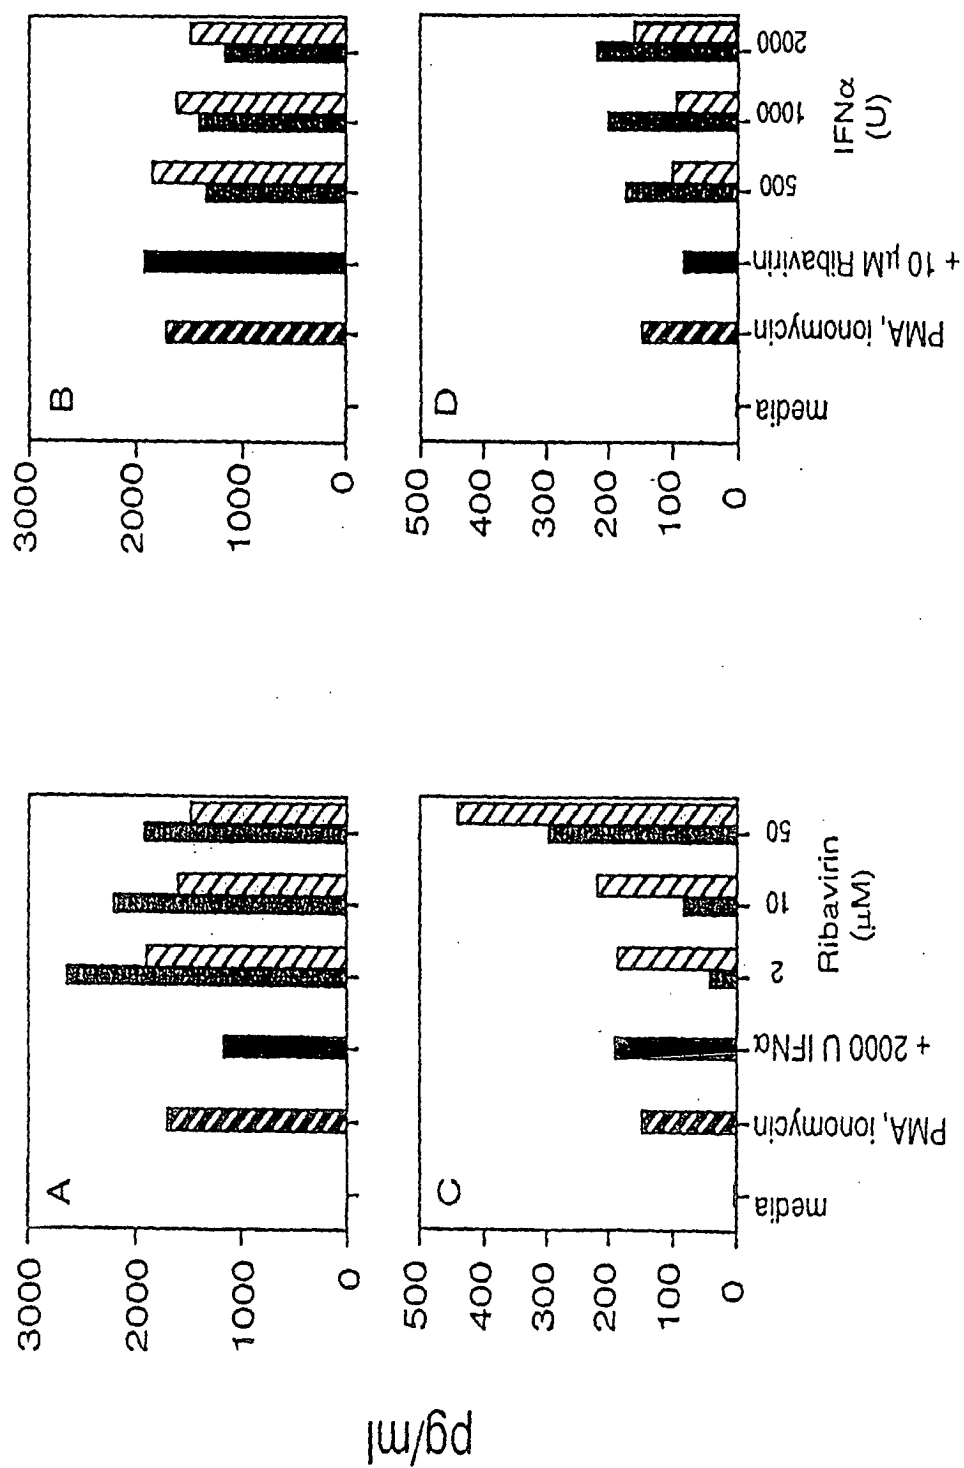 pg/ml
A
3000
2000
1000
0
B
3000
2000
1000
0
C
500
400
300
200
100
0
media
PMA, ionomycin
+ 2000 U IFNα
2
10
50
Ribavirin
(μM)
D
500
400
300
200
100
0
media
PMA, ionomycin
+ 10 μM Ribavirin
500
1000
2000
IFNα
(U)